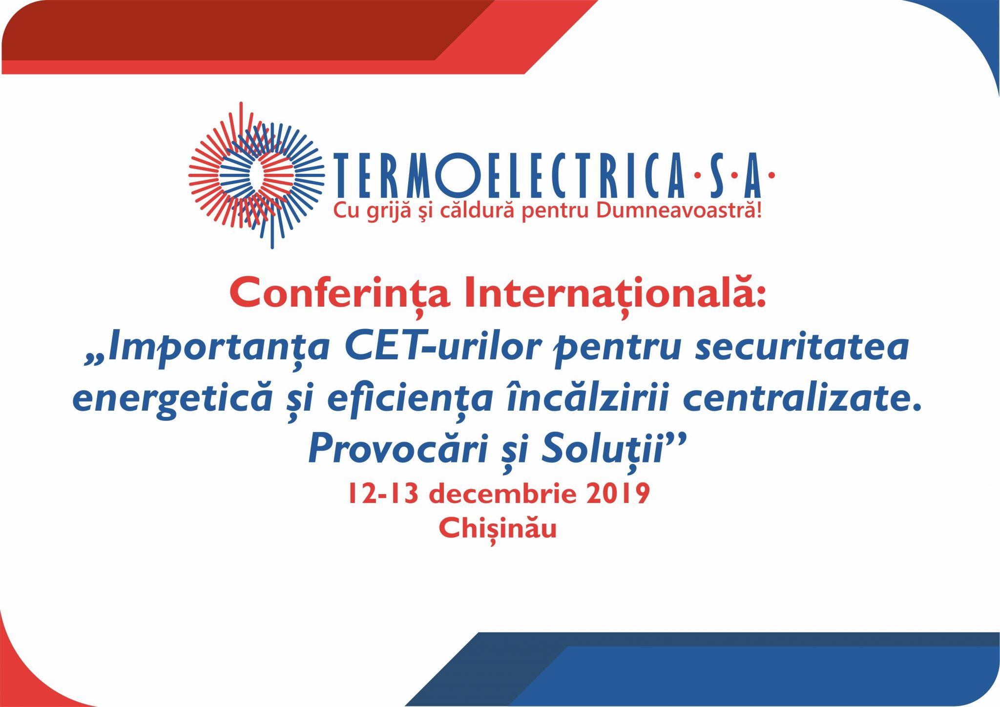 TERMOELECTRICA·S·A·
Cu grijă şi căldură pentru Dumneavoastră!
Conferința Internațională:
„Importanța CET-urilor pentru securitatea
energetică și eficiența încălzirii centralizate.
Provocări și Soluții’’
12-13 decembrie 2019
Chișinău